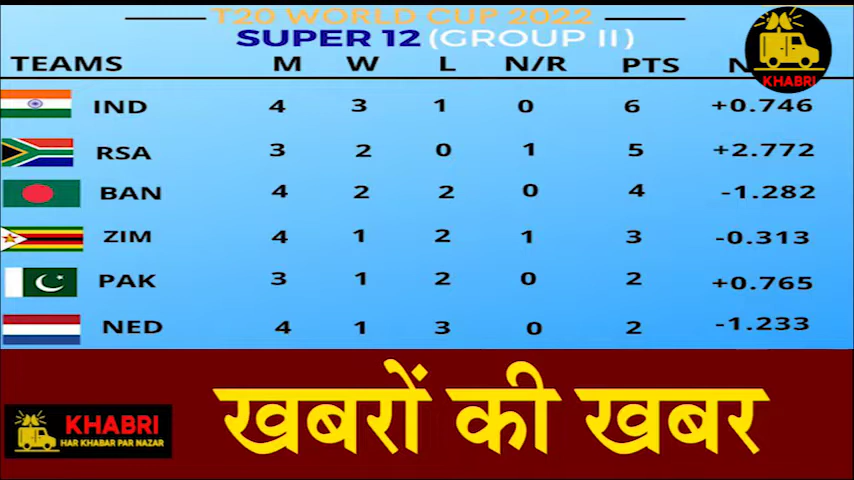 T20 WORLD CUP 2022
SUPER 12 (GROUP II)
TEAMS M W L N/R PTS N
KHABRI
IND 4 3 1 0 6 +0.746
RSA 3 2 0 1 5 +2.772
BAN 4 2 2 0 4 -1.282
ZIM 4 1 2 1 3 -0.313
PAK 3 1 2 0 2 +0.765
NED 4 1 3 0 2 -1.233
खबरों की खबर
KHABRI
HAR KHABAR PAR NAZAR